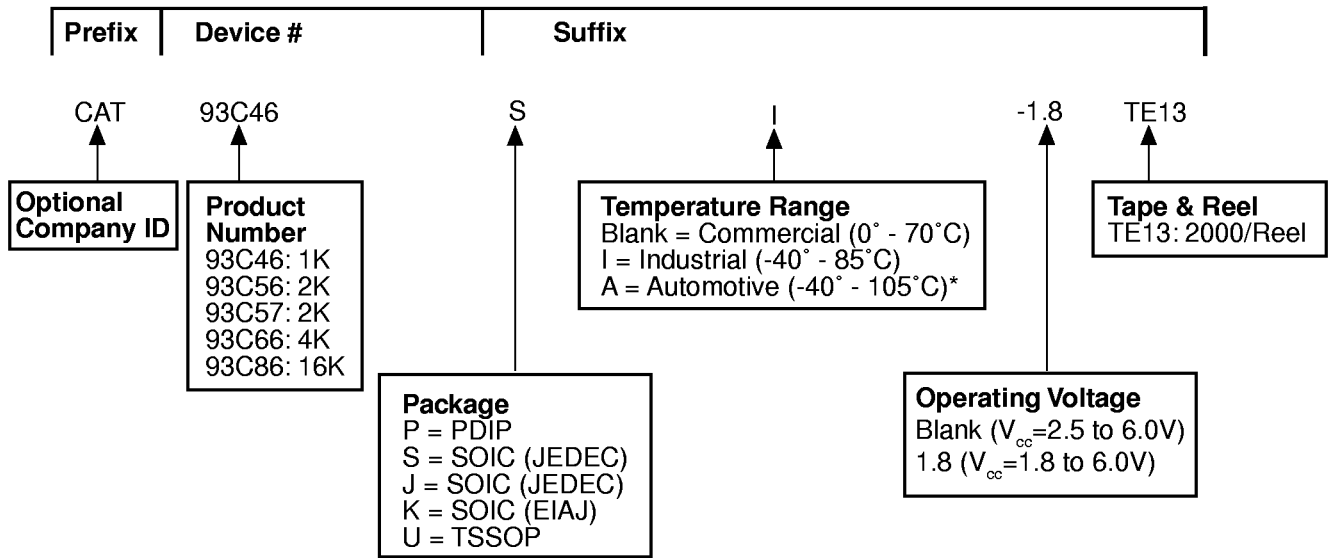 Prefix Device # Suffix
CAT 93C46 S I -1.8 TE13
Optional
Company ID
Product
Number
93C46: 1K
93C56: 2K
93C57: 2K
93C66: 4K
93C86: 16K
Temperature Range
Blank = Commercial (0˚ - 70˚C)
I = Industrial (-40˚ - 85˚C)
A = Automotive (-40˚ - 105˚C)*
Tape & Reel
TE13: 2000/Reel
Package
P = PDIP
S = SOIC (JEDEC)
J = SOIC (JEDEC)
K = SOIC (EIAJ)
U = TSSOP
Operating Voltage
Blank (Vcc=2.5 to 6.0V)
1.8 (Vcc=1.8 to 6.0V)